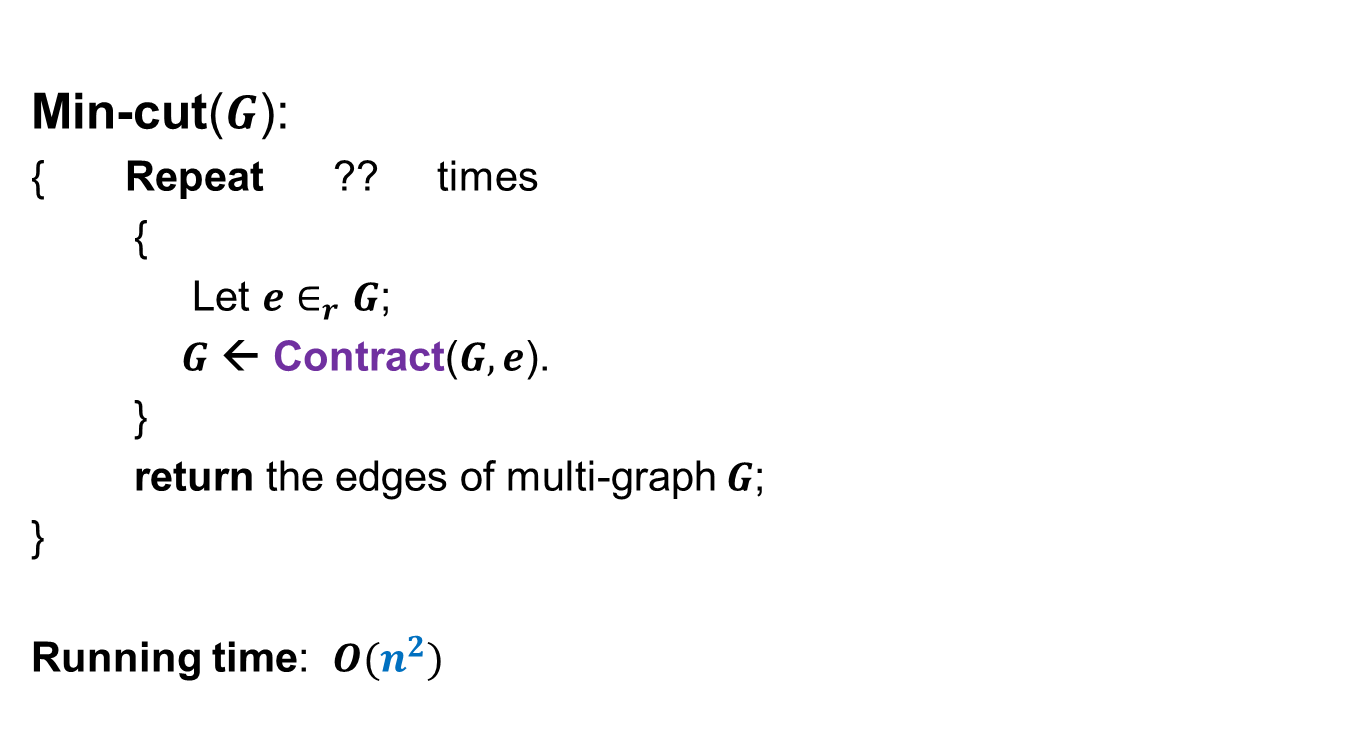 Min-cut(𝑮):
{ Repeat ?? times
{
Let 𝒆 ∈𝒓 𝑮;
𝑮 ← Contract(𝑮, 𝒆).
}
return the edges of multi-graph 𝑮;
}
Running time: 𝑶(𝒏²)